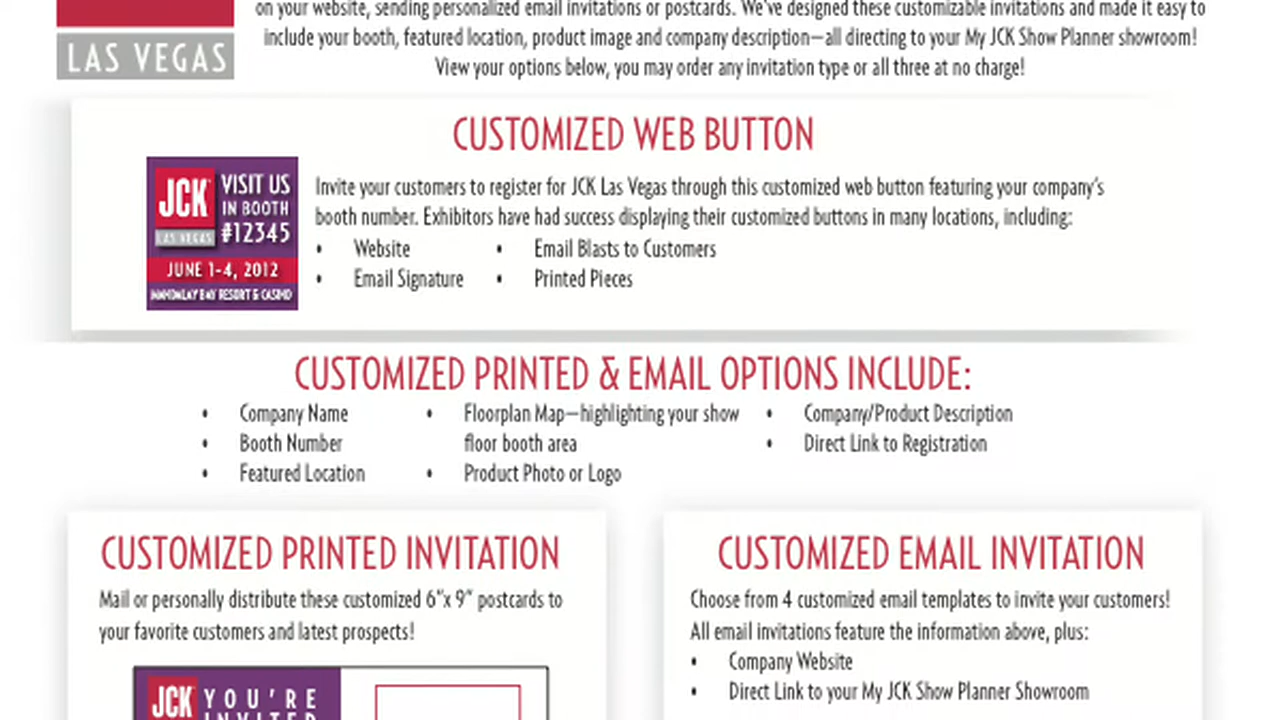 on your website, sending personalized email invitations or postcards. We've designed these customizable invitations and made it easy to
include your booth, featured location, product image and company description—all directing to your My JCK Show Planner showroom!
View your options below, you may order any invitation type or all three at no charge!
LAS VEGAS
CUSTOMIZED WEB BUTTON
JCK
LAS VEGAS
VISIT US
IN BOOTH
#12345
JUNE 1-4, 2012
MANDALAY BAY RESORT & CASINO
Invite your customers to register for JCK Las Vegas through this customized web button featuring your company's
booth number. Exhibitors have had success displaying their customized buttons in many locations, including:
• Website
• Email Signature
• Email Blasts to Customers
• Printed Pieces
CUSTOMIZED PRINTED & EMAIL OPTIONS INCLUDE:
• Company Name
• Booth Number
• Featured Location
• Floorplan Map—highlighting your show
floor booth area
• Product Photo or Logo
• Company/Product Description
• Direct Link to Registration
CUSTOMIZED PRINTED INVITATION
Mail or personally distribute these customized 6"x 9" postcards to
your favorite customers and latest prospects!
JCK
YOU'RE
INVITED
CUSTOMIZED EMAIL INVITATION
Choose from 4 customized email templates to invite your customers!
All email invitations feature the information above, plus:
• Company Website
• Direct Link to your My JCK Show Planner Showroom